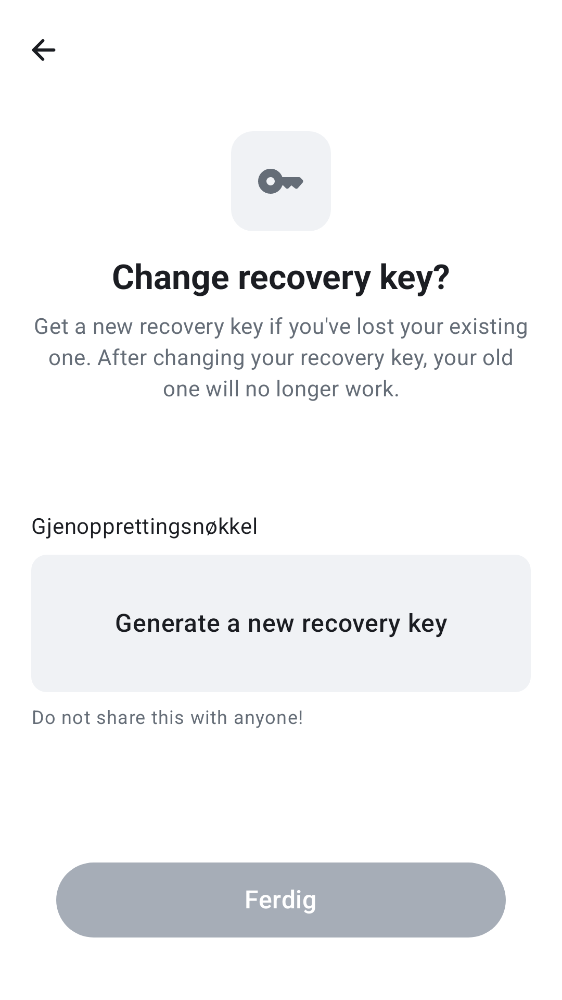 Change recovery key?
Get a new recovery key if you've lost your existing
one. After changing your recovery key, your old
one will no longer work.
Gjenopprettingsnøkkel
Generate a new recovery key
Do not share this with anyone!
Ferdig